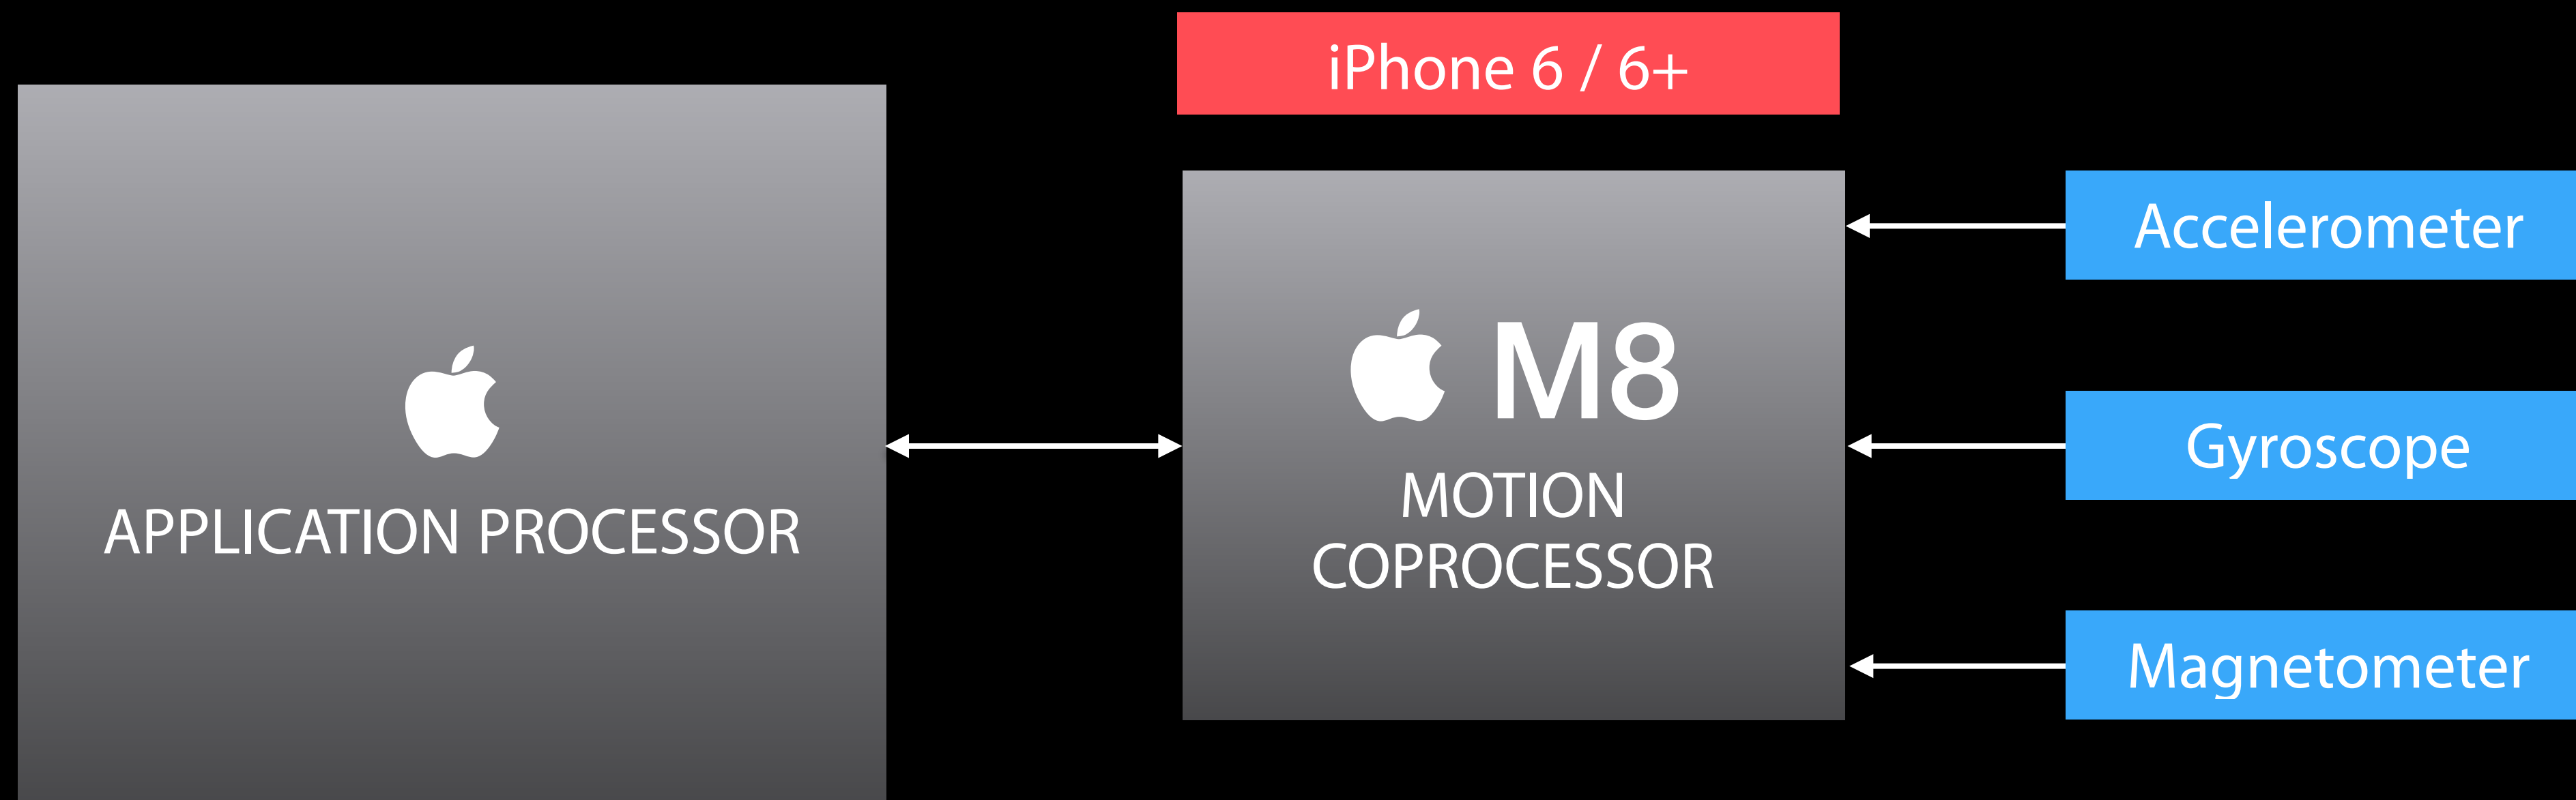 iPhone 6 / 6+
APPLICATION PROCESSOR
M8
MOTION
COPROCESSOR
Accelerometer
Gyroscope
Magnetometer